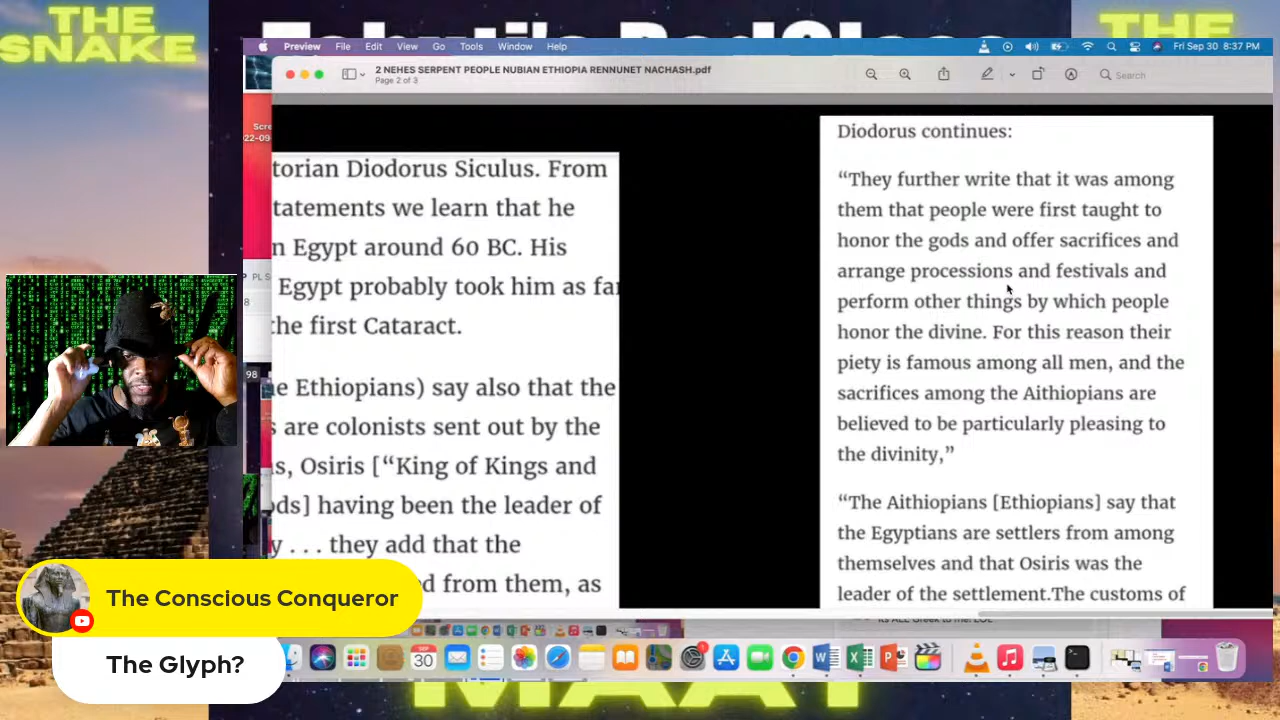 THE
SNAKE
THE
Preview File Edit View Go Tools Window Help
Fri Sep 30 8:37 PM
2 NEHES SERPENT PEOPLE NUBIAN ETHIOPIA RENNUNET NACHASH.pdf
Page 2 of 3
Search
torian Diodorus Siculus. From
tatements we learn that he
n Egypt around 60 BC. His
Egypt probably took him as far
the first Cataract.
e Ethiopians) say also that the
s are colonists sent out by the
s, Osiris [“King of Kings and
ods] having been the leader of
y . . . they add that the
d from them, as
Diodorus continues:
“They further write that it was among
them that people were first taught to
honor the gods and offer sacrifices and
arrange processions and festivals and
perform other things by which people
honor the divine. For this reason their
piety is famous among all men, and the
sacrifices among the Aithiopians are
believed to be particularly pleasing to
the divinity,”
“The Aithiopians [Ethiopians] say that
the Egyptians are settlers from among
themselves and that Osiris was the
leader of the settlement.The customs of
PL S
8
98
The Conscious Conqueror
The Glyph?
SEP
30
MAAT